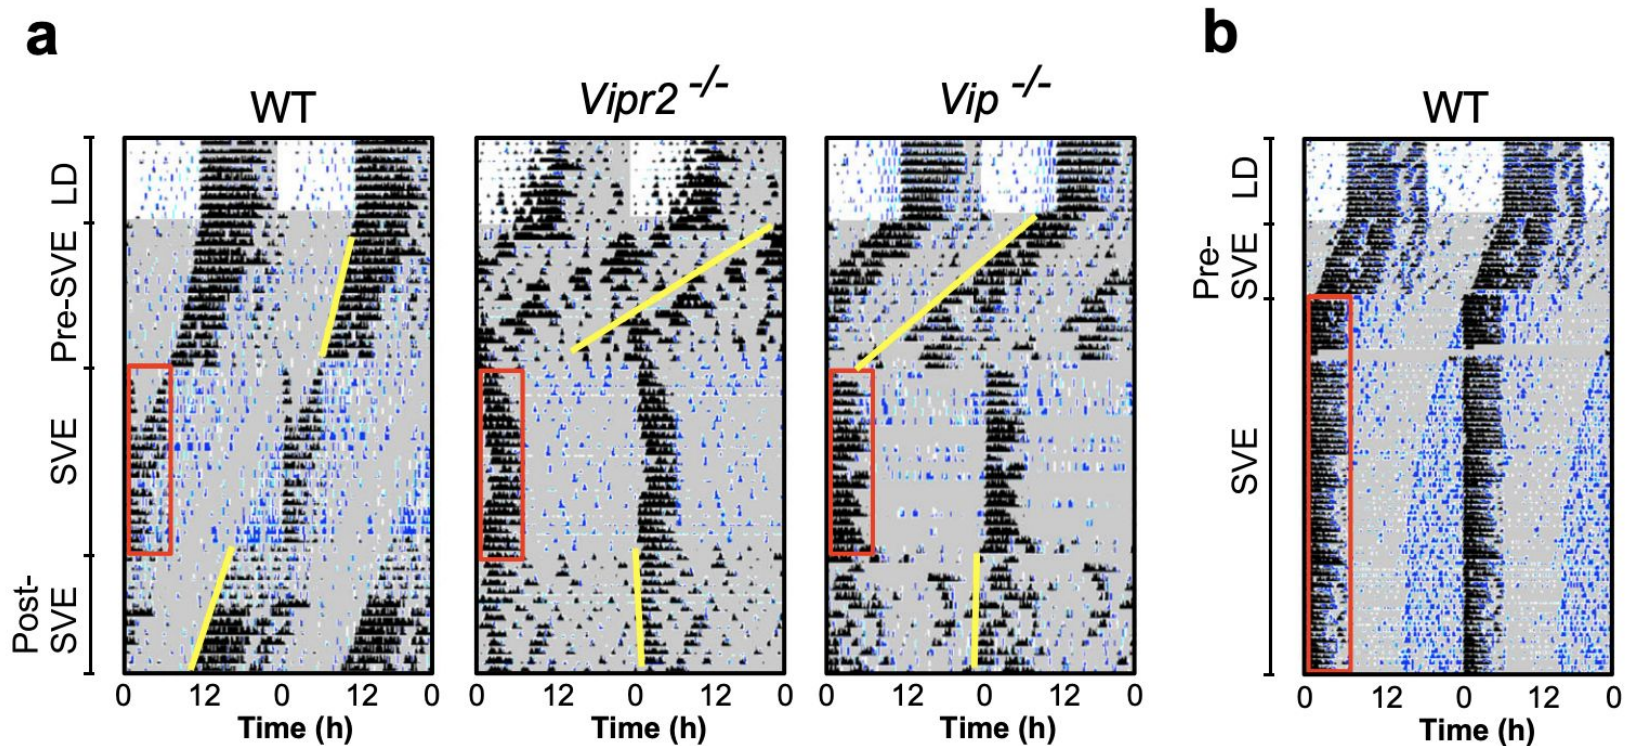 a
b
WT
Vipr2 -/-
Vip -/-
WT
LD
Pre-SVE
SVE
Post-
SVE
LD
Pre-
SVE
SVE
0 12 0 12 0
0 12 0 12 0
0 12 0 12 0
0 12 0 12 0
Time (h)
Time (h)
Time (h)
Time (h)